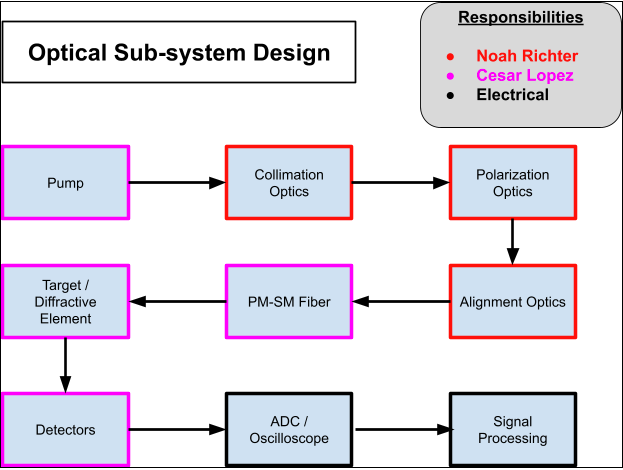 Optical Sub-system Design
Responsibilities
● Noah Richter
● Cesar Lopez
● Electrical
Pump
Collimation
Optics
Polarization
Optics
Target /
Diffractive
Element
PM-SM Fiber
Alignment Optics
Detectors
ADC /
Oscilloscope
Signal
Processing